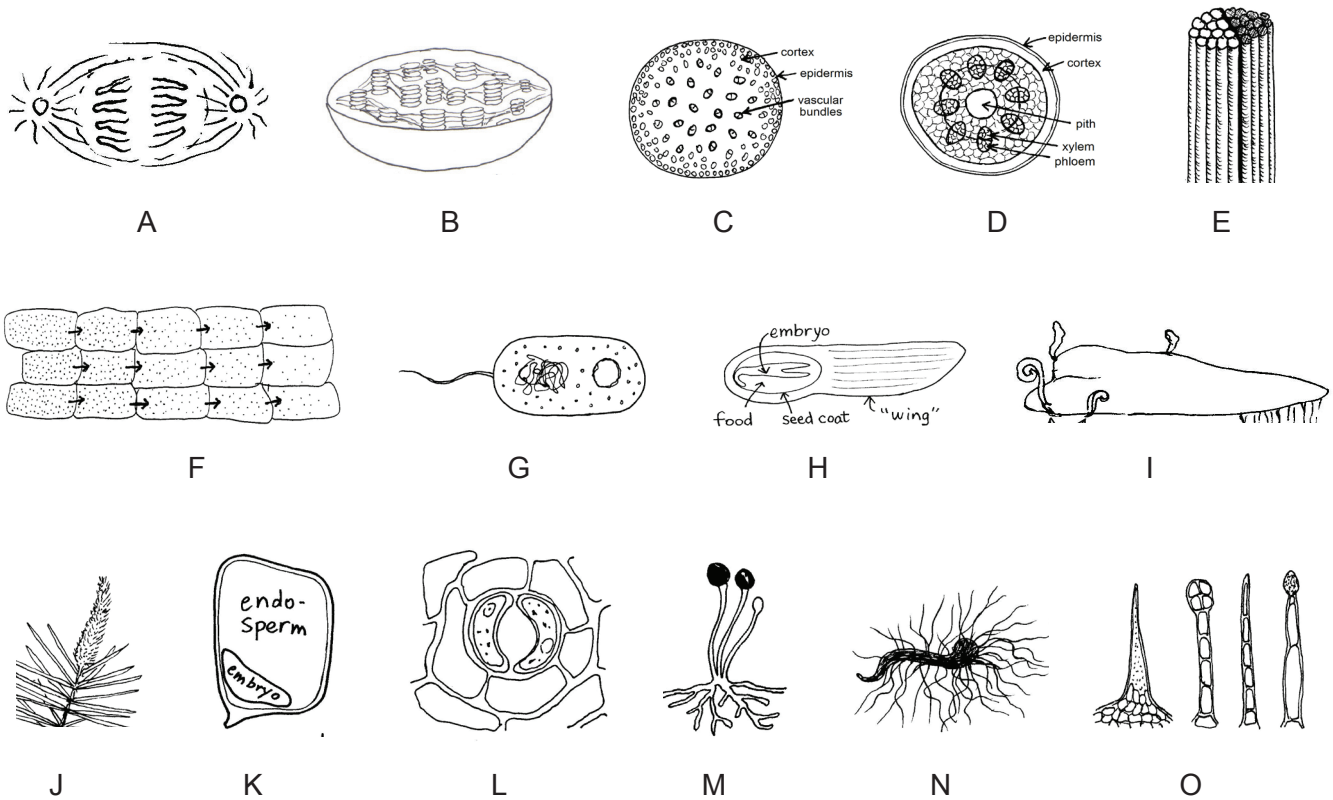 cortex
epidermis
vascular
bundles
epidermis
cortex
pith
xylem
phloem
A
B
C
D
E
embryo
food
seed coat
"wing"
F
G
H
I
endo-
sperm
embryo
J
K
L
M
N
O